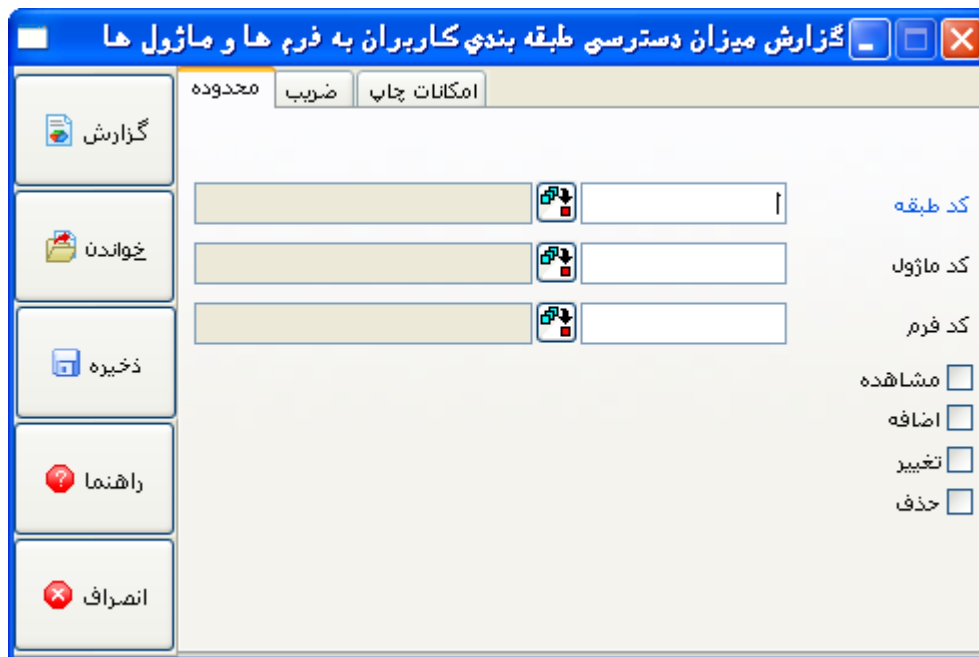 گزارش میزان دسترسی طبقه بندي کاربران به فرم ها و ماژول ها
محدوده
ضریب
امکانات چاپ
کد طبقه
کد ماژول
کد فرم
مشاهده
اضافه
تغییر
حذف
گزارش
خواندن
ذخیره
راهنما
انصراف